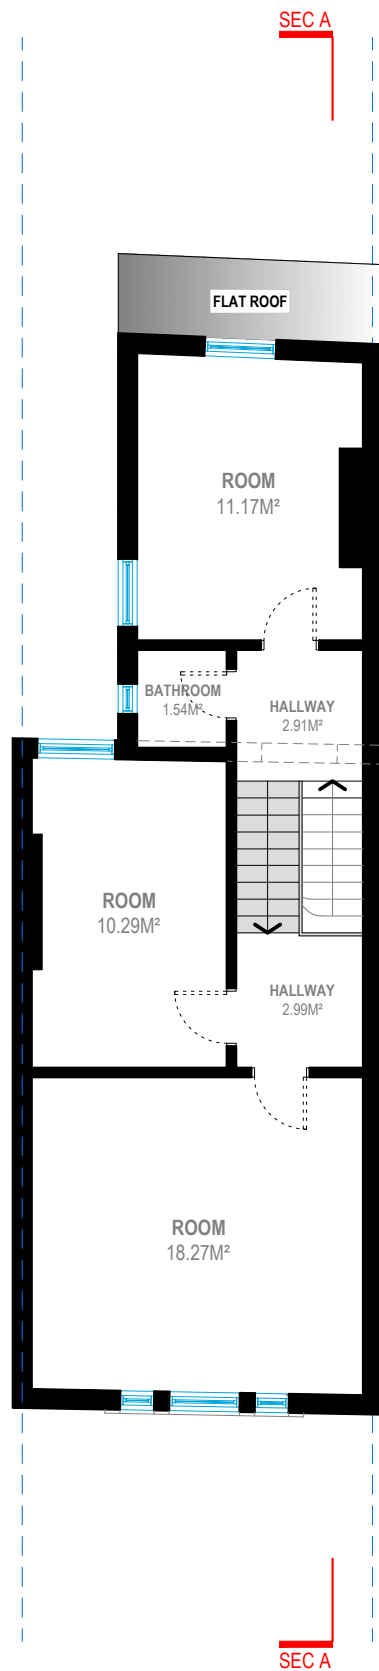 SEC A
FLAT ROOF
ROOM
11.17M²
BATHROOM
1.54M²
HALLWAY
2.91M²
ROOM
10.29M²
HALLWAY
2.99M²
ROOM
18.27M²
SEC A